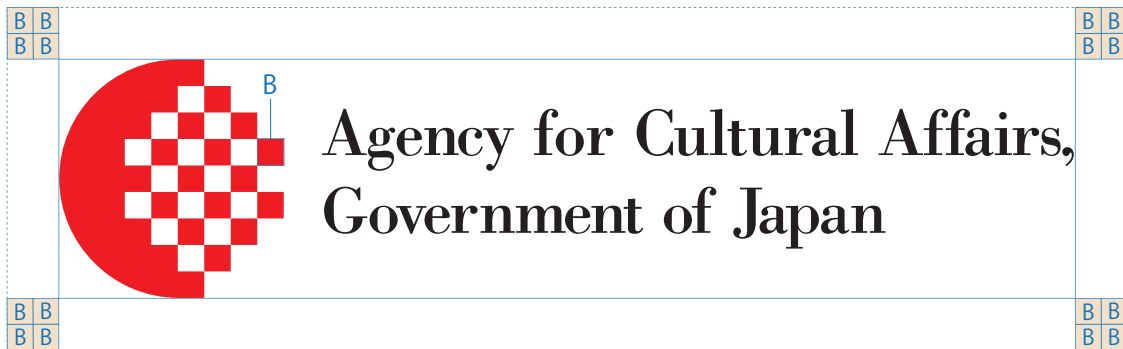 B B B B
B B B B
B
Agency for Cultural Affairs,
Government of Japan
B B B B
B B B B